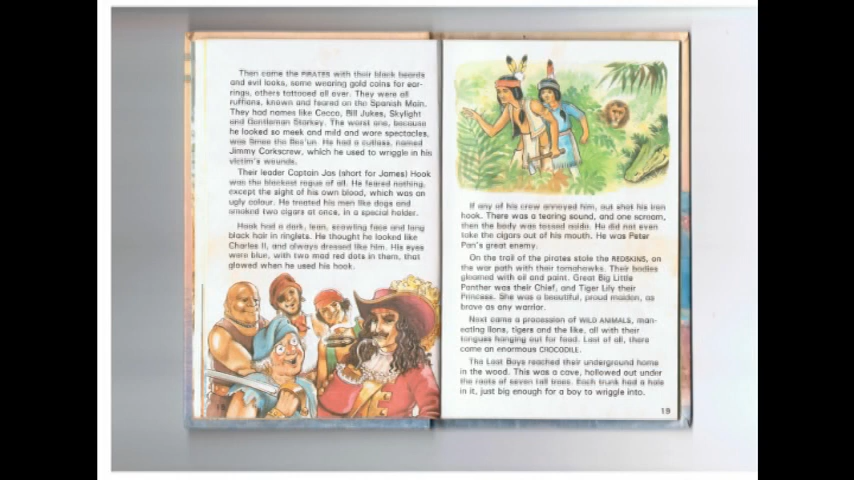 Then came the PIRATES with their black beards
and evil looks, some wearing gold coins for ear-
rings, others tattooed all over. They were all
ruffians, known and feared on the Spanish Main.
They had names like Cecco, Bill Jukes, Skylight
and Gentleman Starkey. The worst one, because
he looked so meek and mild and wore spectacles,
was Smee the Sea'un. He had a cutlass, named
Jimmy Corkscrew, which he used to wriggle in his
victim's wounds.
Their leader Captain Jas (short for James) Hook
was the blackest rogue of all. He feared nothing,
except the sight of his own blood, which was an
ugly colour. He treated his men like dogs and
smoked two cigars at once, in a special holder.
Hook had a dark, lean, scowling face and long
black hair in ringlets. He thought he looked like
Charles II, and always dressed like him. His eyes
were blue, with two mad red dots in them, that
glowed when he used his hook.
If any of his crew annoyed him, out shot his iron
hook. There was a tearing sound, and one scream,
then the body was tossed aside. He did not even
take the cigars out of his mouth. He was Peter
Pan's great enemy.
On the trail of the pirates stole the REDSKINS, on
the war path with their tomahawks. Their bodies
gleamed with oil and paint. Great Big Little
Panther was their Chief, and Tiger Lily their
Princess. She was a beautiful, proud maiden, as
brave as any warrior.
Next came a procession of WILD ANIMALS, man-
eating lions, tigers and the like, all with their
tongues hanging out for food. Last of all, there
came an enormous CROCODILE.
The Lost Boys reached their underground home
in the wood. This was a cave, hollowed out under
the roots of seven tall trees. Each trunk had a hole
in it, just big enough for a boy to wriggle into.
19